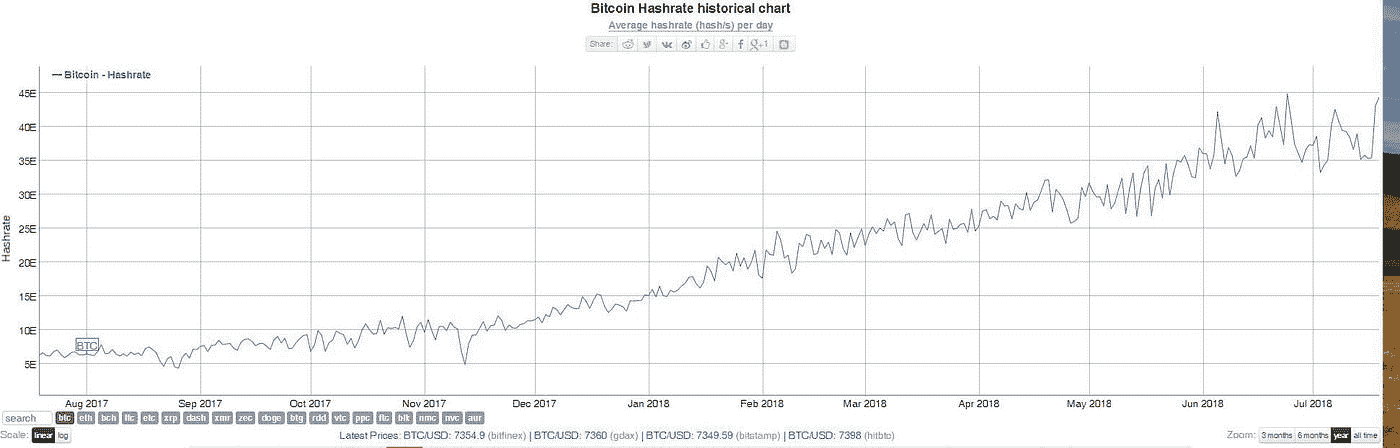 Bitcoin Hashrate historical chart
Average hashrate (hash/s) per day
Share:
g+1
Bitcoin - Hashrate
45E
40E
35E
30E
25E
20E
15E
10E
5E
Hashrate
BTC
Aug 2017 Sep 2017 Oct 2017 Nov 2017 Dec 2017 Jan 2018 Feb 2018 Mar 2018 Apr 2018 May 2018 Jun 2018 Jul 2018
search btc eth bch ltc etc xrp dash xmr zec doge btg rdd vtc ppc ftc blk nmc nvc aur
Scale: linear log Latest Prices: BTC/USD: 7354.9 (bitfinex) | BTC/USD: 7360 (gdax) | BTC/USD: 7349.59 (bitstamp) | BTC/USD: 7398 (hitbtc) Zoom: 3 months 6 months year all time